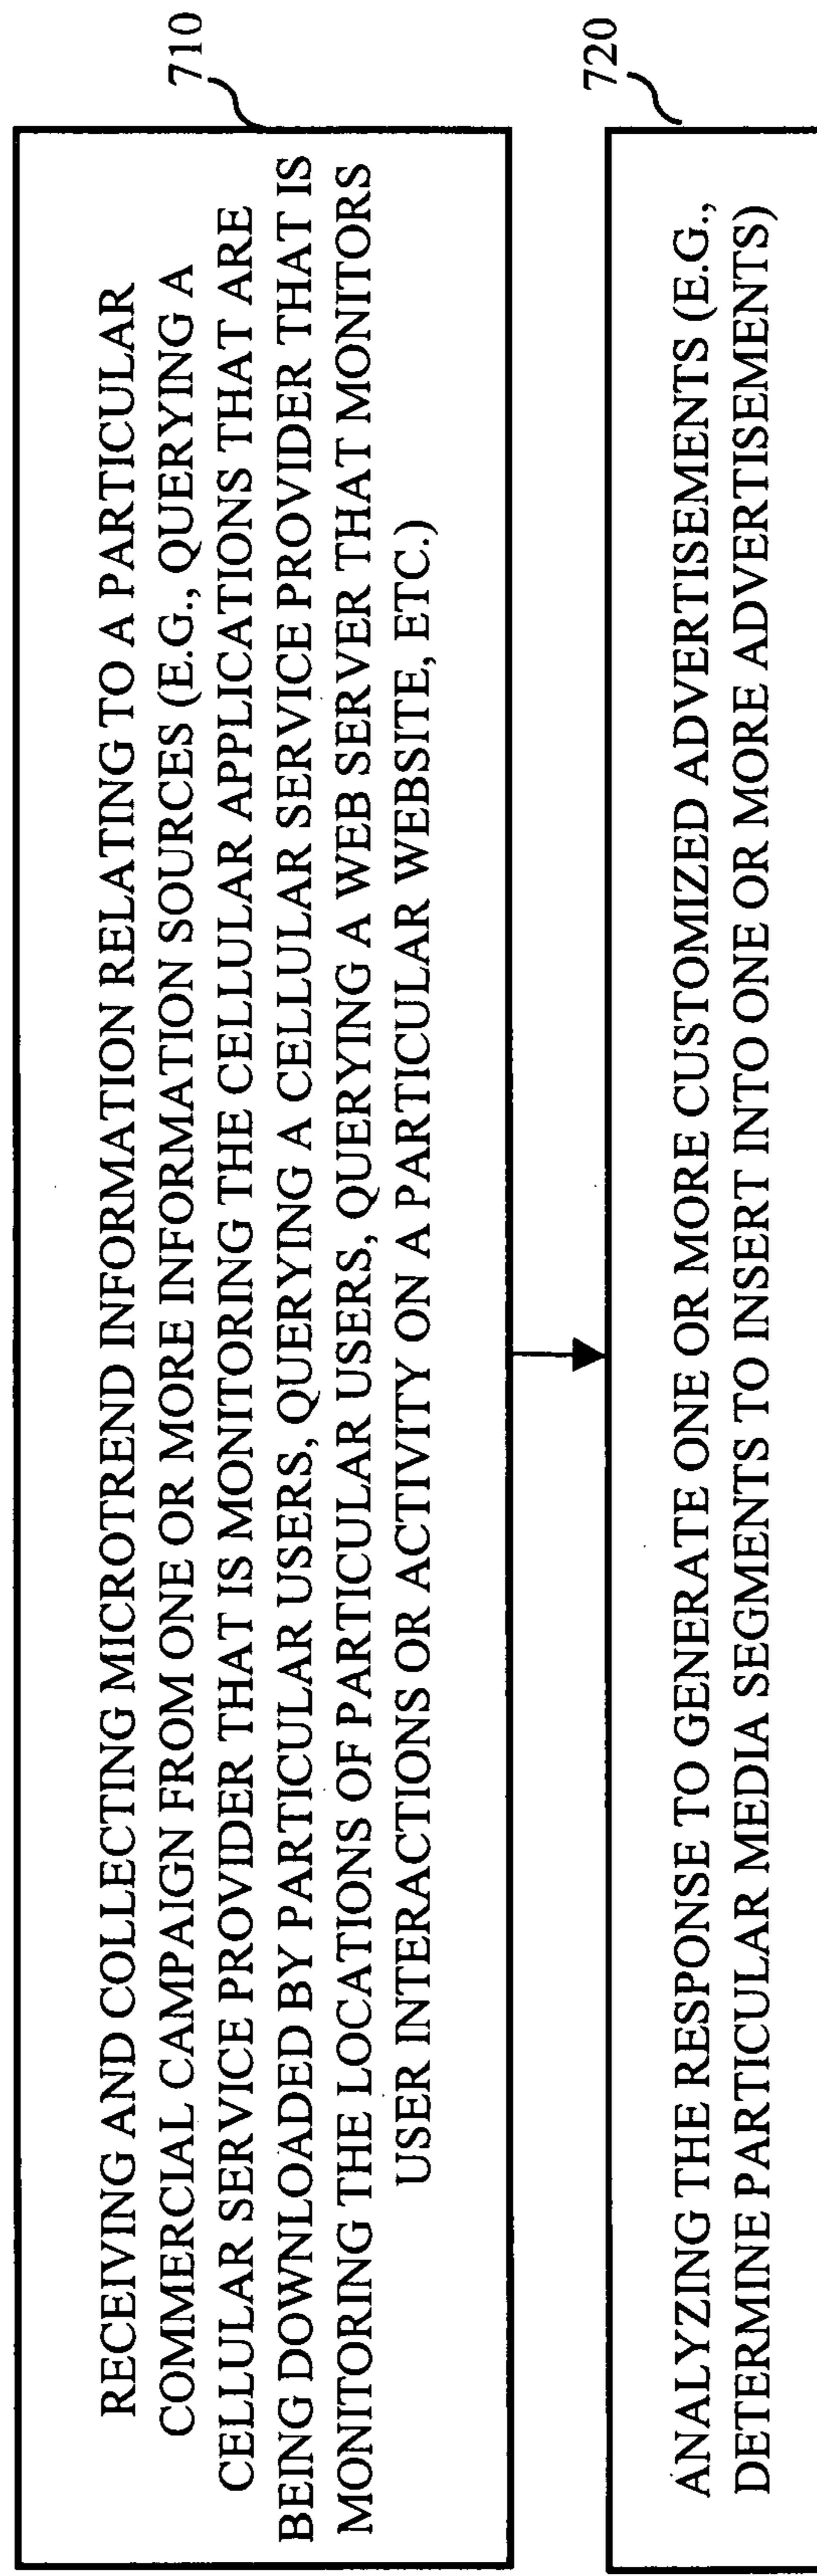 710
RECEIVING AND COLLECTING MICROTREND INFORMATION RELATING TO A PARTICULAR
COMMERCIAL CAMPAIGN FROM ONE OR MORE INFORMATION SOURCES (E.G., QUERYING A
CELLULAR SERVICE PROVIDER THAT IS MONITORING THE CELLULAR APPLICATIONS THAT ARE
BEING DOWNLOADED BY PARTICULAR USERS, QUERYING A CELLULAR SERVICE PROVIDER THAT IS
MONITORING THE LOCATIONS OF PARTICULAR USERS, QUERYING A WEB SERVER THAT MONITORS
USER INTERACTIONS OR ACTIVITY ON A PARTICULAR WEBSITE, ETC.)
720
ANALYZING THE RESPONSE TO GENERATE ONE OR MORE CUSTOMIZED ADVERTISEMENTS (E.G.,
DETERMINE PARTICULAR MEDIA SEGMENTS TO INSERT INTO ONE OR MORE ADVERTISEMENTS)